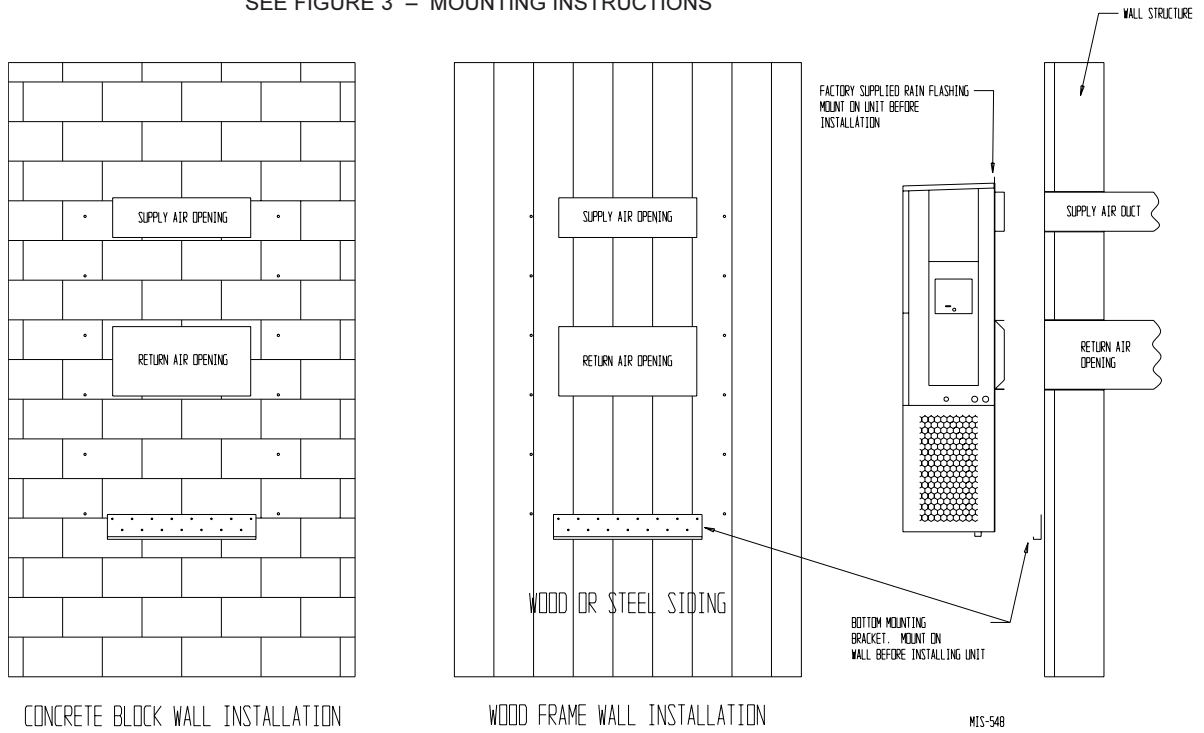 SEE FIGURE 3 – MOUNTING INSTRUCTIONS
WALL STRUCTURE
FACTORY SUPPLIED RAIN FLASHING
MOUNT ON UNIT BEFORE
INSTALLATION
SUPPLY AIR OPENING
SUPPLY AIR OPENING
SUPPLY AIR DUCT
RETURN AIR OPENING
RETURN AIR OPENING
RETURN AIR
OPENING
WOOD OR STEEL SIDING
BOTTOM MOUNTING
BRACKET. MOUNT ON
WALL BEFORE INSTALLING UNIT
CONCRETE BLOCK WALL INSTALLATION
WOOD FRAME WALL INSTALLATION
MIS-548